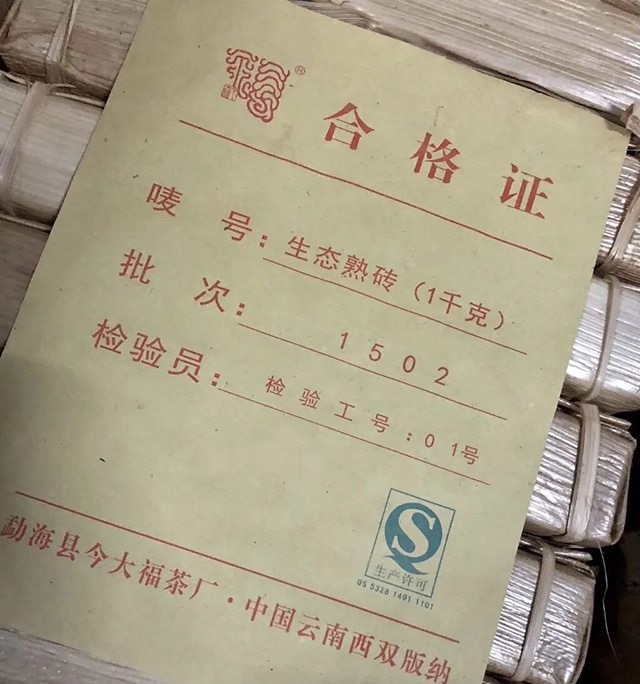 ®
合格证
唛号：生态熟砖（1千克）
批次：1502
检验员：检验工号：01号
QS
生产许可
QS 5328 1401 1101
勐海县今大福茶厂·中国云南西双版纳